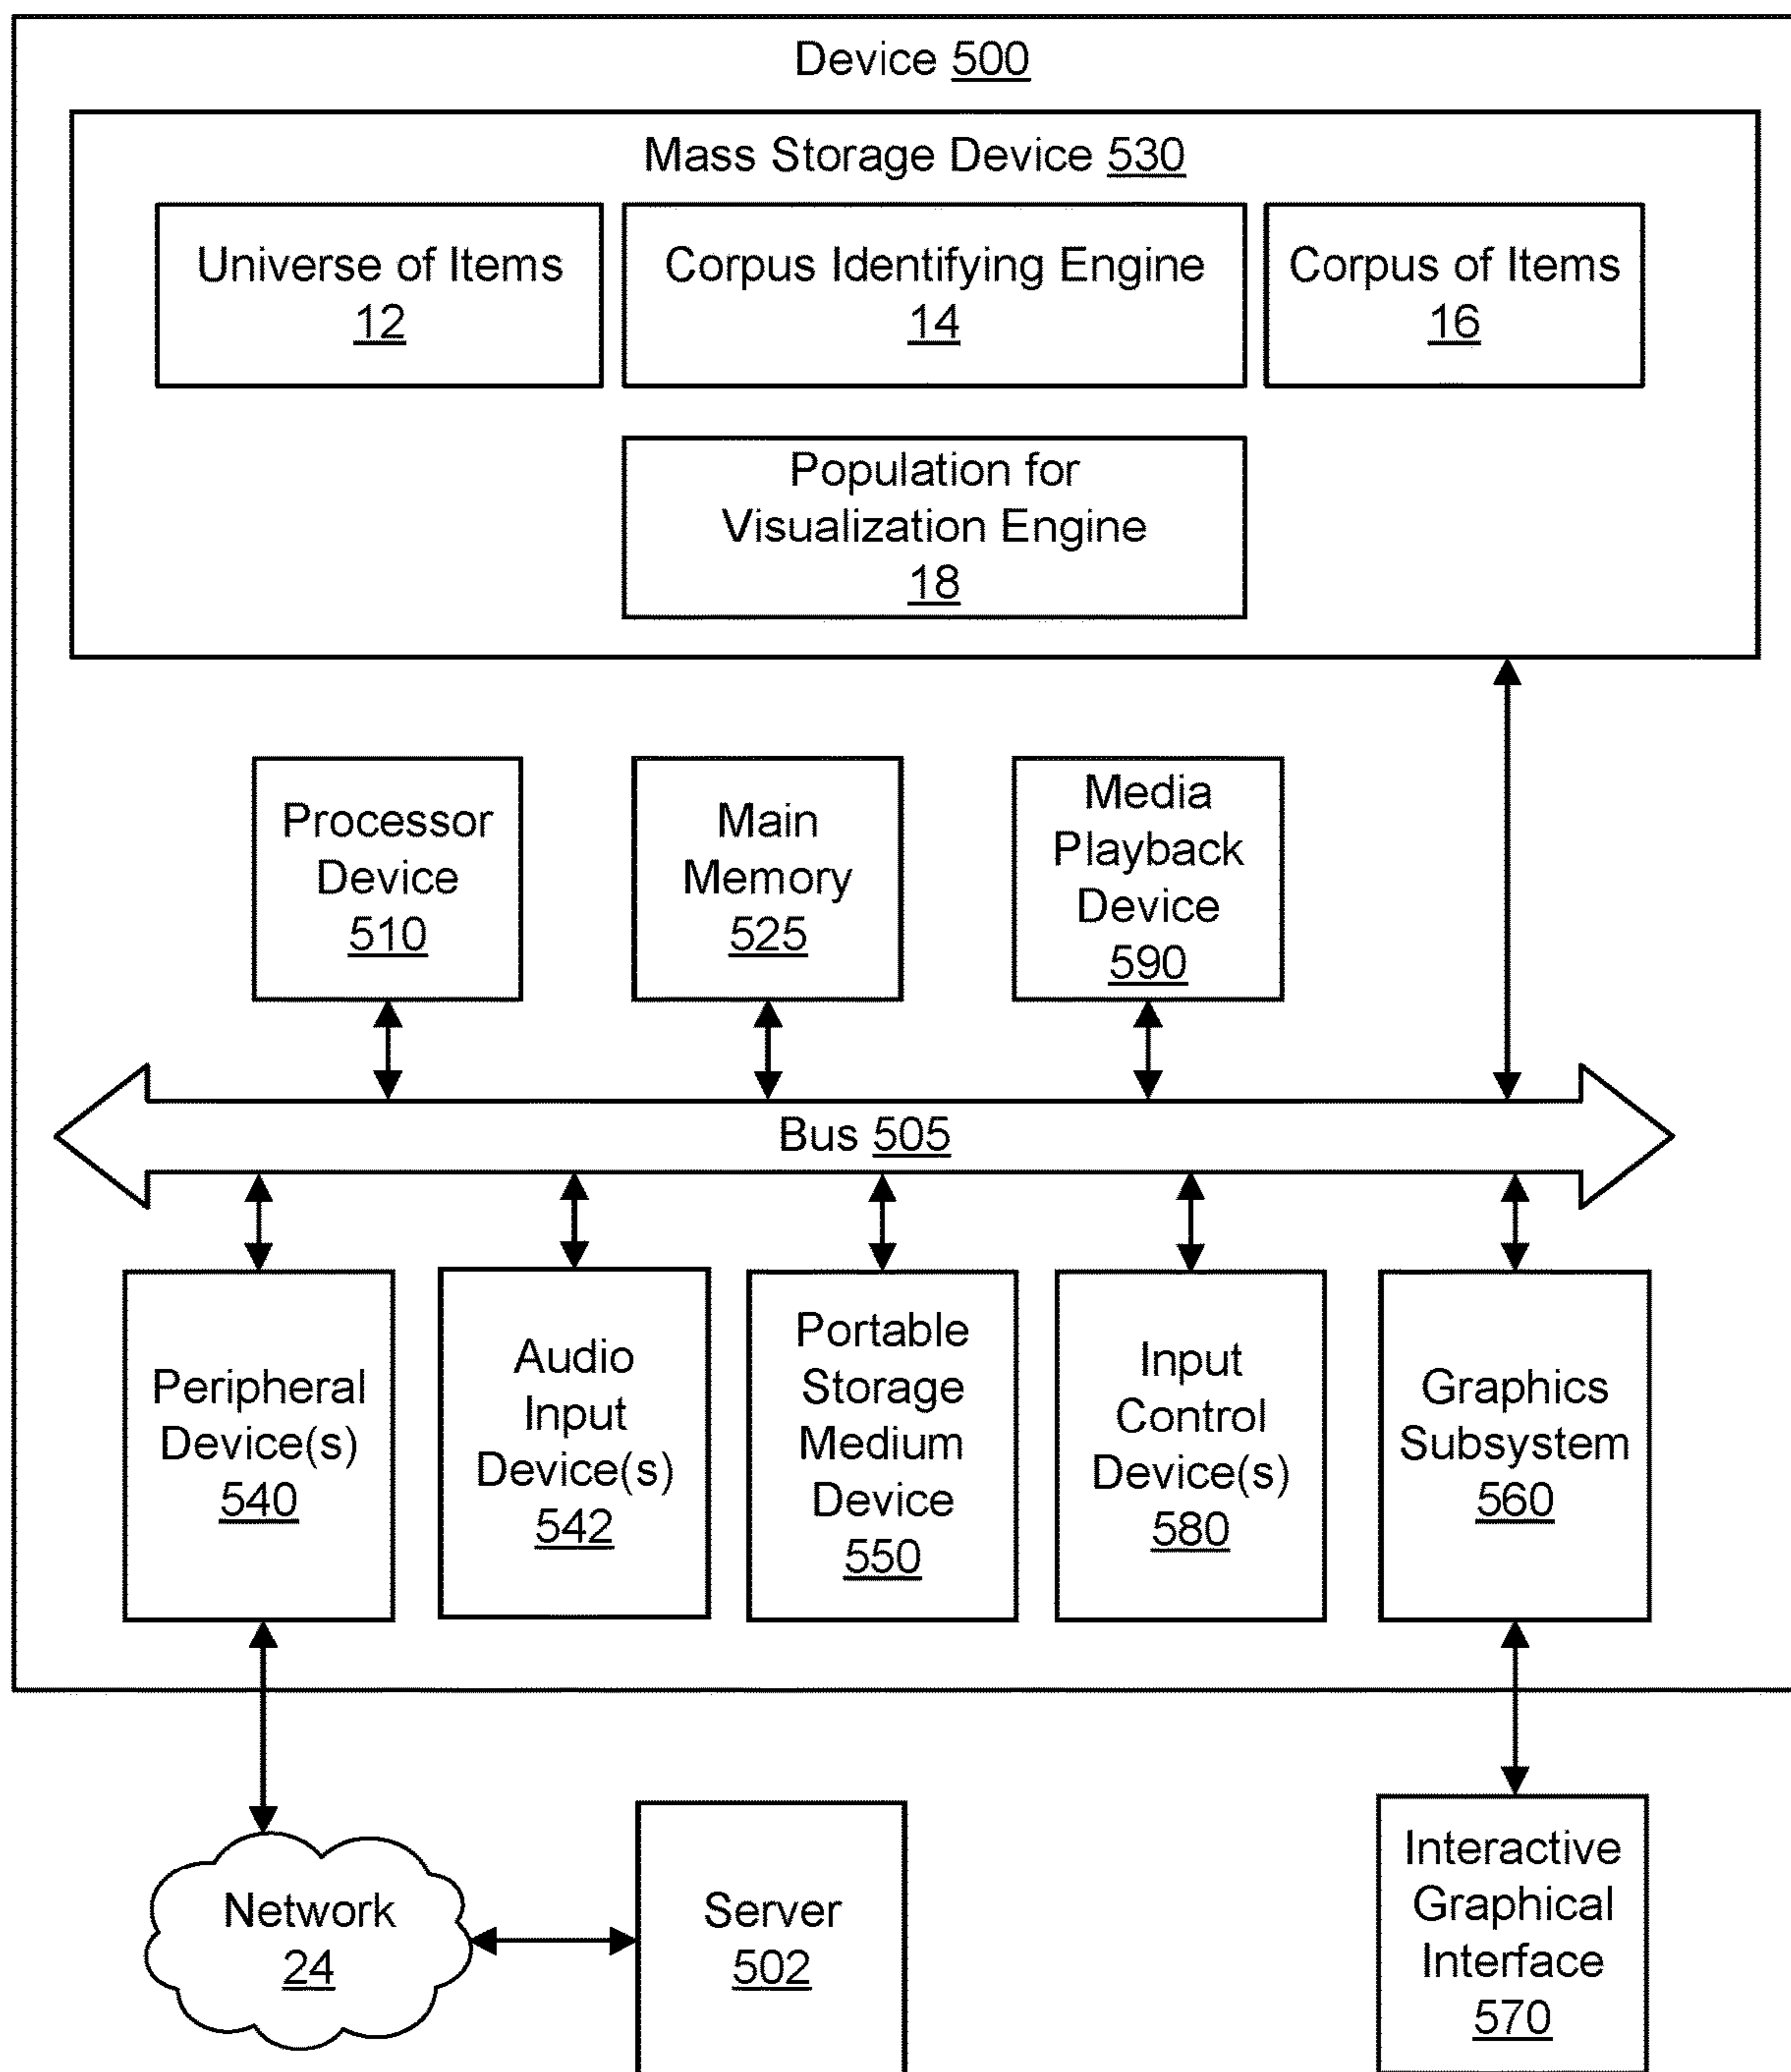 Device 500
Mass Storage Device 530
Universe of Items
12
Corpus Identifying Engine
14
Corpus of Items
16
Population for
Visualization Engine
18
Processor
Device
510
Main
Memory
525
Media
Playback
Device
590
Bus 505
Peripheral
Device(s)
540
Audio
Input
Device(s)
542
Portable
Storage
Medium
Device
550
Input
Control
Device(s)
580
Graphics
Subsystem
560
Network
24
Server
502
Interactive
Graphical
Interface
570